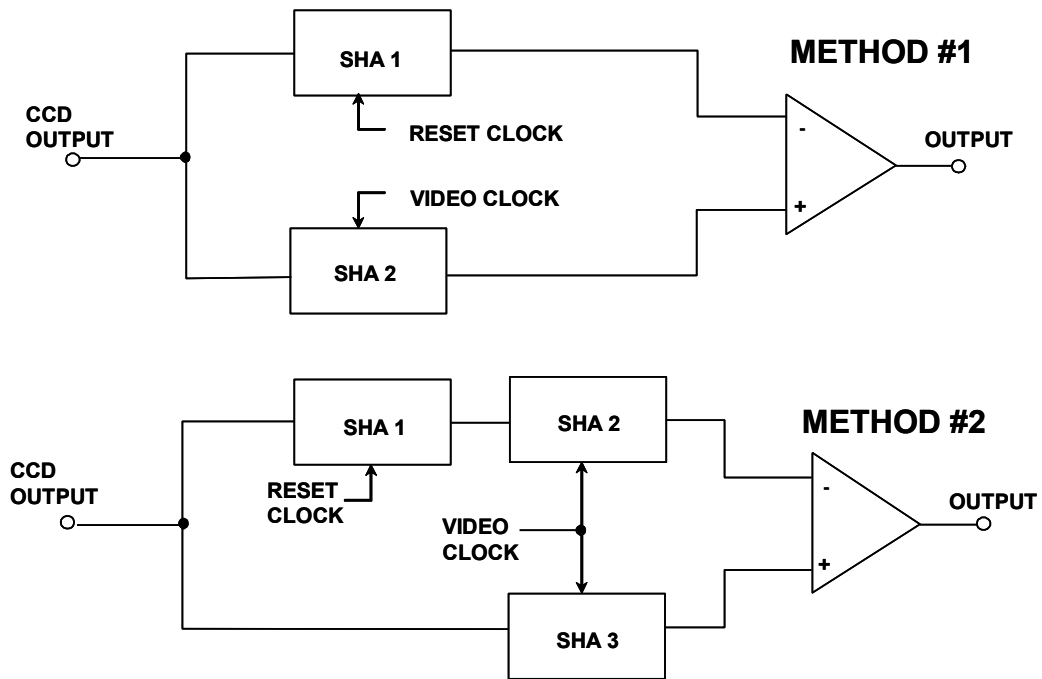 METHOD #1
SHA 1
CCD
OUTPUT
RESET CLOCK
-
OUTPUT
VIDEO CLOCK
+
SHA 2
METHOD #2
SHA 1
SHA 2
CCD
OUTPUT
RESET
CLOCK
-
OUTPUT
VIDEO
CLOCK
+
SHA 3